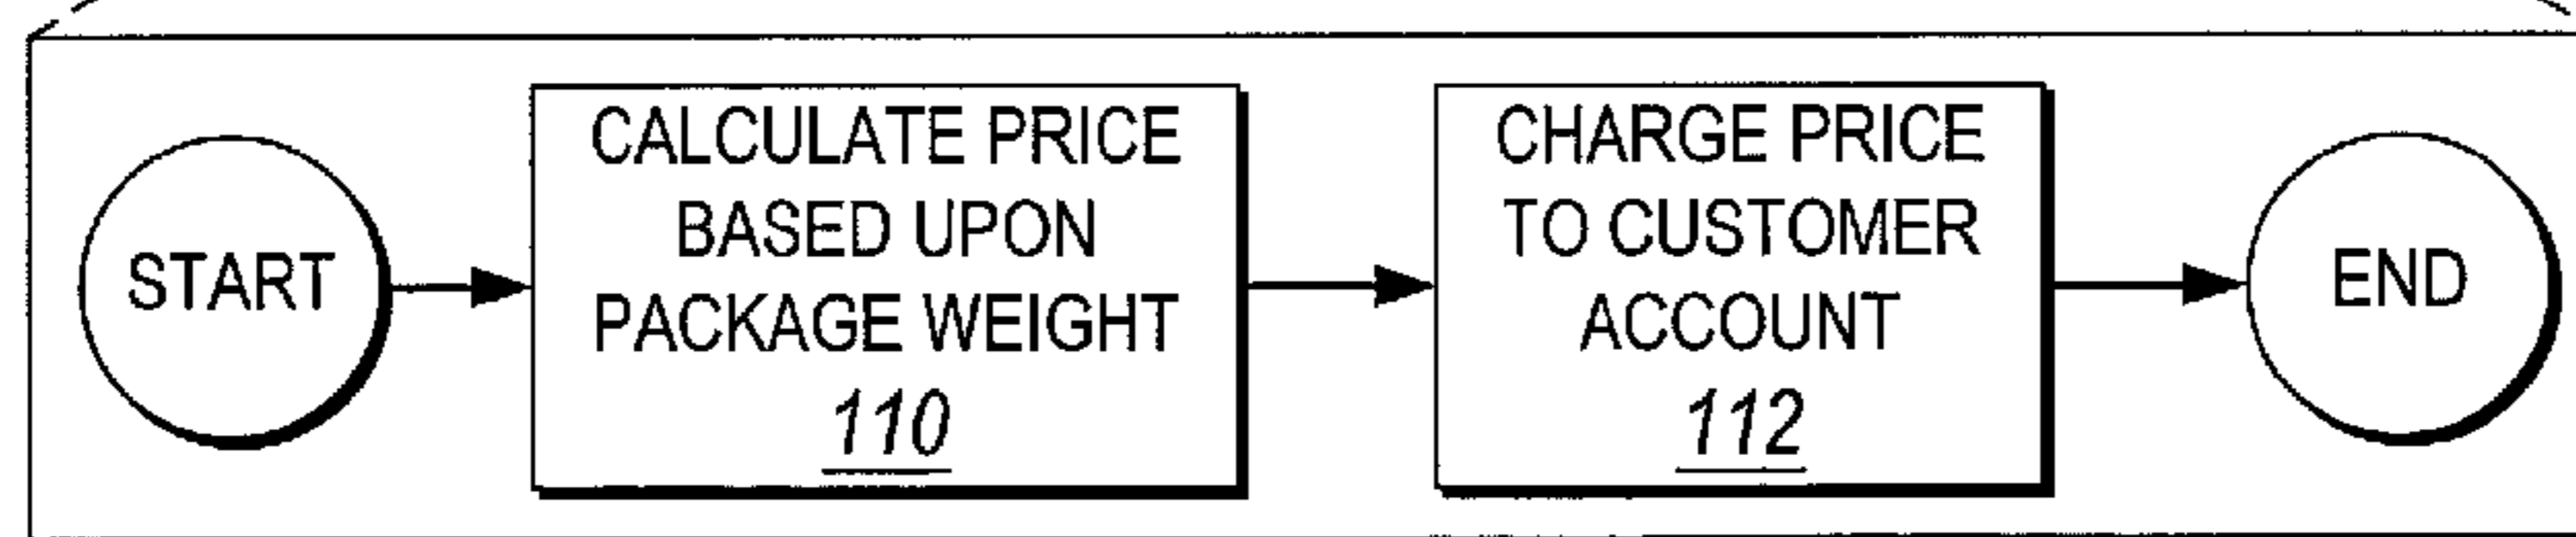 START
CALCULATE PRICE
BASED UPON
PACKAGE WEIGHT
110
CHARGE PRICE
TO CUSTOMER
ACCOUNT
112
END